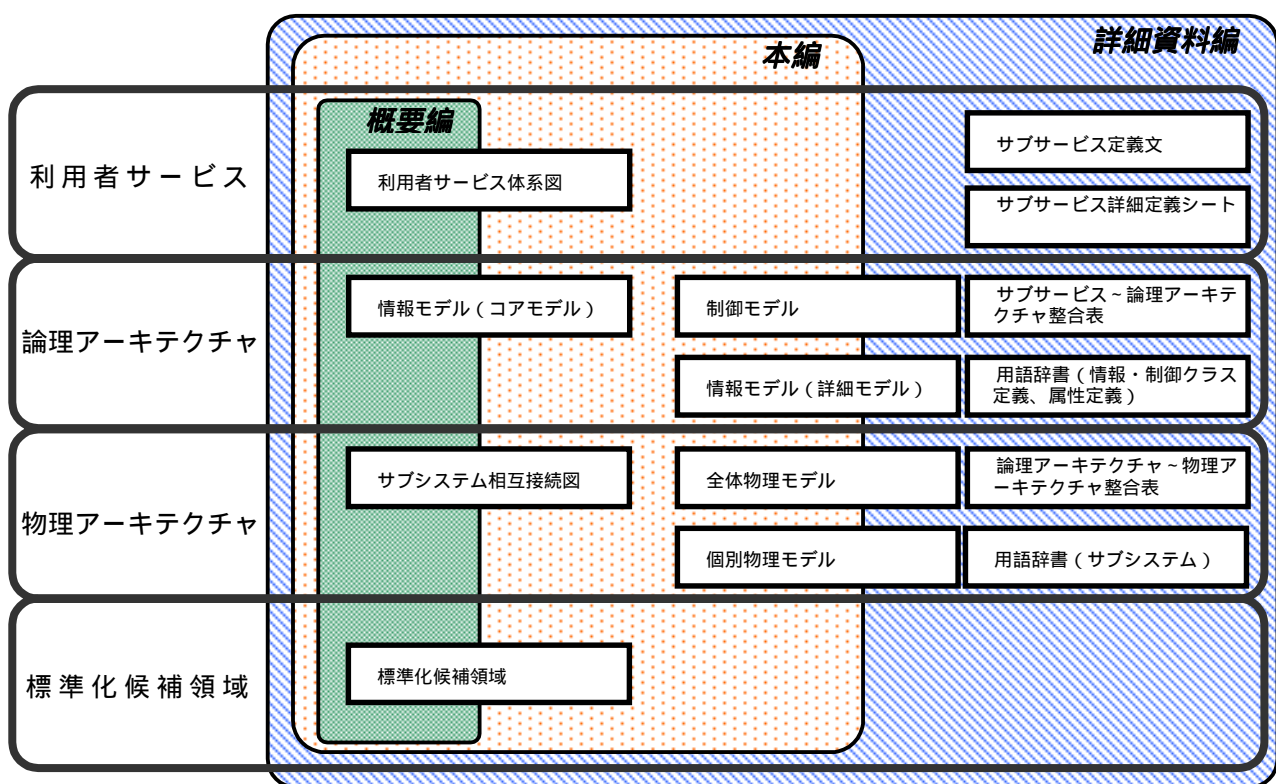 詳細資料編
本編
概要編
利用者サービス
利用者サービス体系図
サブサービス定義文
サブサービス詳細定義シート
論理アーキテクチャ
情報モデル（コアモデル）
制御モデル
サブサービス～論理アーキテ
クチャ整合表
情報モデル（詳細モデル）
用語辞書（情報・制御クラス
定義、属性定義）
物理アーキテクチャ
サブシステム相互接続図
全体物理モデル
論理アーキテクチャ～物理ア
ーキテクチャ整合表
個別物理モデル
用語辞書（サブシステム）
標準化候補領域
標準化候補領域